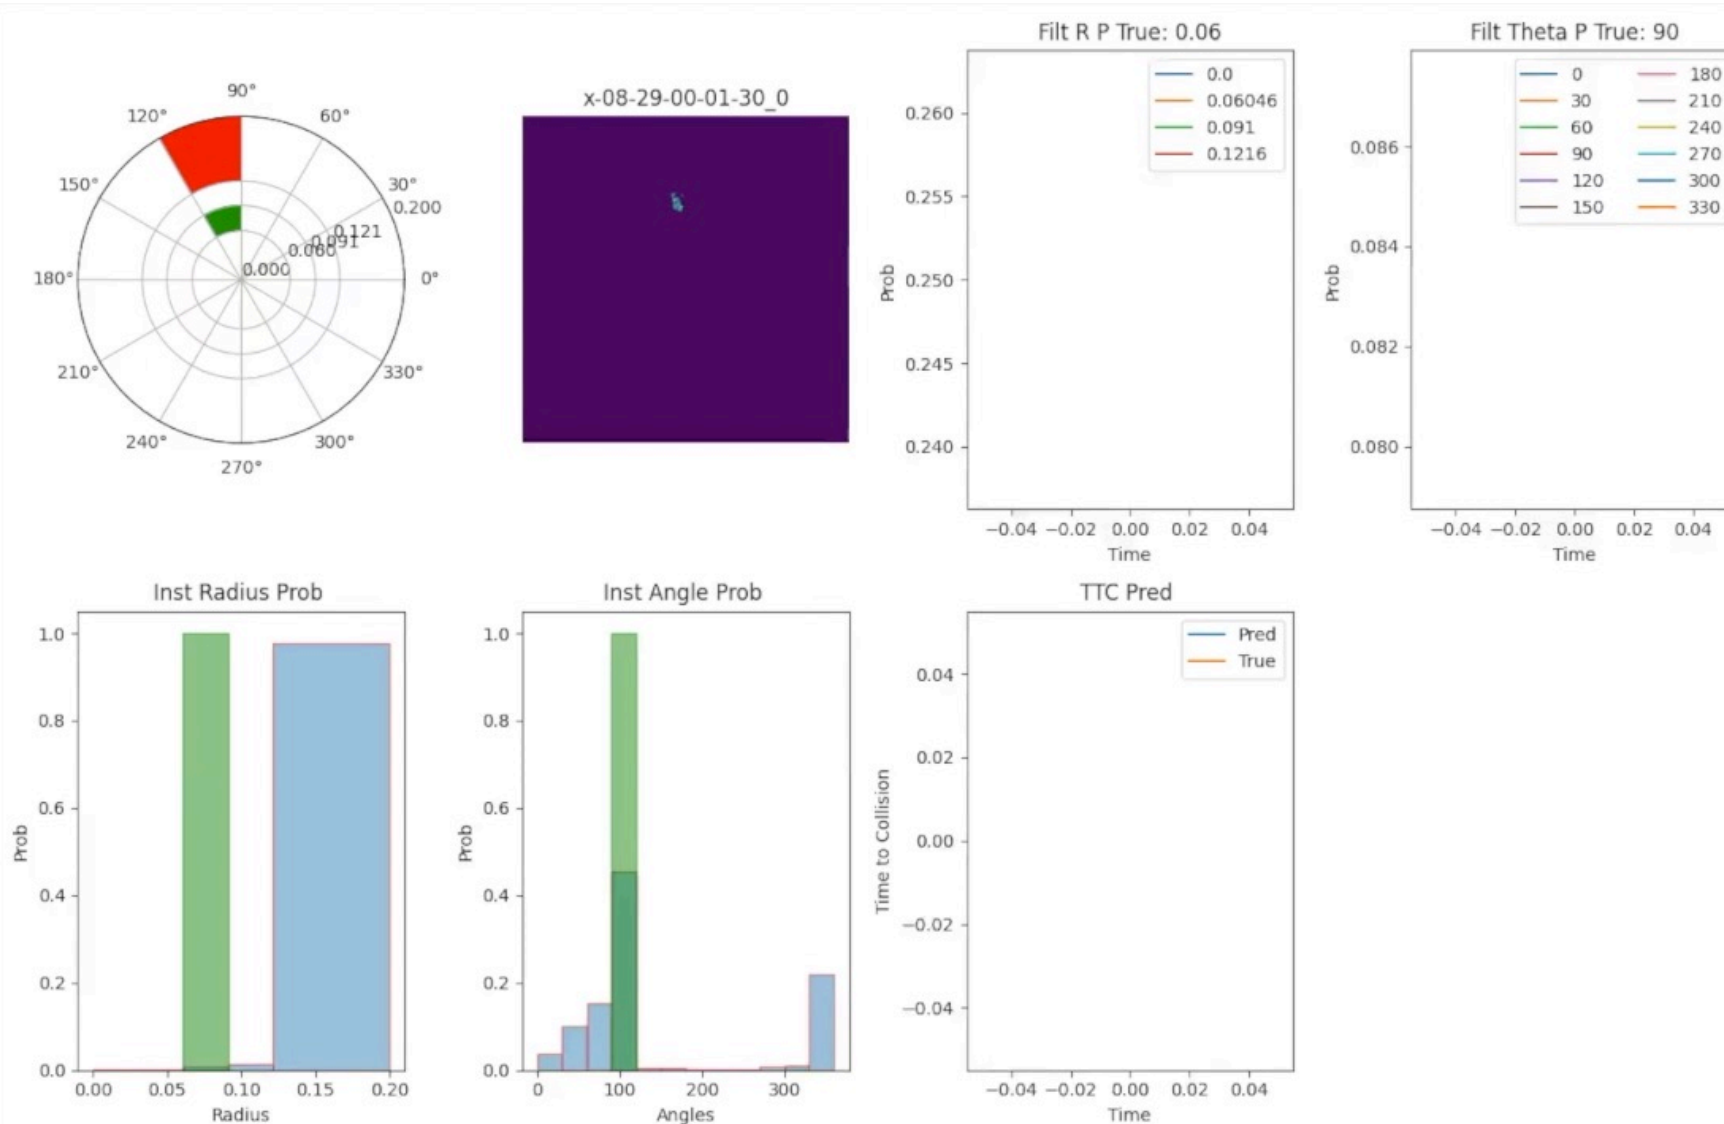 90°
120°
60°
150°
30°
0.200
0.121
0.091
0.060
0.000
180°
0°
210°
330°
240°
300°
270°
x-08-29-00-01-30_0
Filt R P True: 0.06
0.0
0.06046
0.091
0.1216
0.260
0.255
0.250
0.245
0.240
Prob
−0.04 −0.02 0.00 0.02 0.04
Time
Filt Theta P True: 90
0 180
30 210
60 240
90 270
120 300
150 330
0.086
0.084
0.082
0.080
Prob
−0.04 −0.02 0.00 0.02 0.04
Time
Inst Radius Prob
1.0
0.8
0.6
0.4
0.2
0.0
Prob
0.00 0.05 0.10 0.15 0.20
Radius
Inst Angle Prob
1.0
0.8
0.6
0.4
0.2
0.0
Prob
0 100 200 300
Angles
TTC Pred
Pred
True
0.04
0.02
0.00
−0.02
−0.04
Time to Collision
−0.04 −0.02 0.00 0.02 0.04
Time